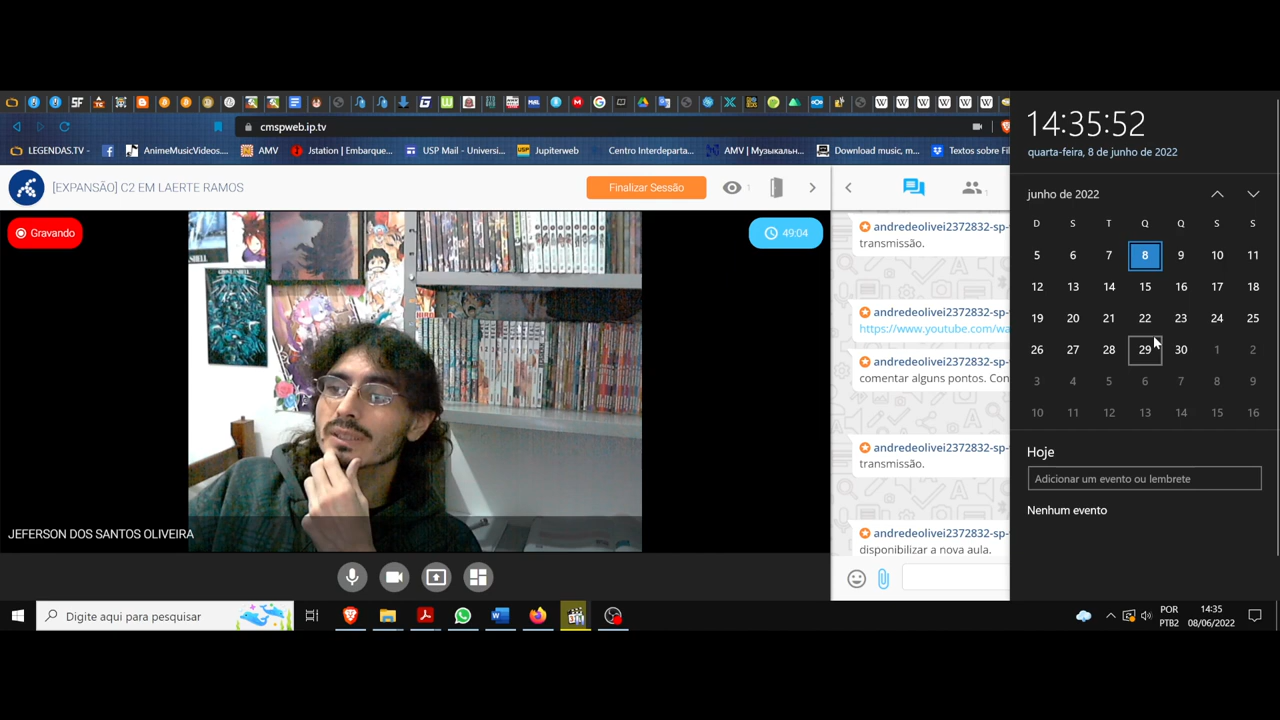 cmspweb.ip.tv
LEGENDAS.TV -
AnimeMusicVideos...
AMV
Jstation | Embarque...
USP Mail - Universi...
Jupiterweb
Centro Interdeparta...
AMV | Музыкальн...
Download music, m...
Textos sobre Fil
[EXPANSÃO] C2 EM LAERTE RAMOS
Finalizar Sessão
1
1
Gravando
49:04
JEFERSON DOS SANTOS OLIVEIRA
andredeolivei2372832-sp-
transmissão.
andredeolivei2372832-sp-
https://www.youtube.com/wa
andredeolivei2372832-sp-
comentar alguns pontos. Con
andredeolivei2372832-sp-
transmissão.
andredeolivei2372832-sp-
disponibilizar a nova aula.
14:35:52
quarta-feira, 8 de junho de 2022
junho de 2022
D S T Q Q S S
5 6 7 8 9 10 11
12 13 14 15 16 17 18
19 20 21 22 23 24 25
26 27 28 29 30 1 2
3 4 5 6 7 8 9
10 11 12 13 14 15 16
Hoje
Adicionar um evento ou lembrete
Nenhum evento
Digite aqui para pesquisar
POR
PTB2
14:35
08/06/2022